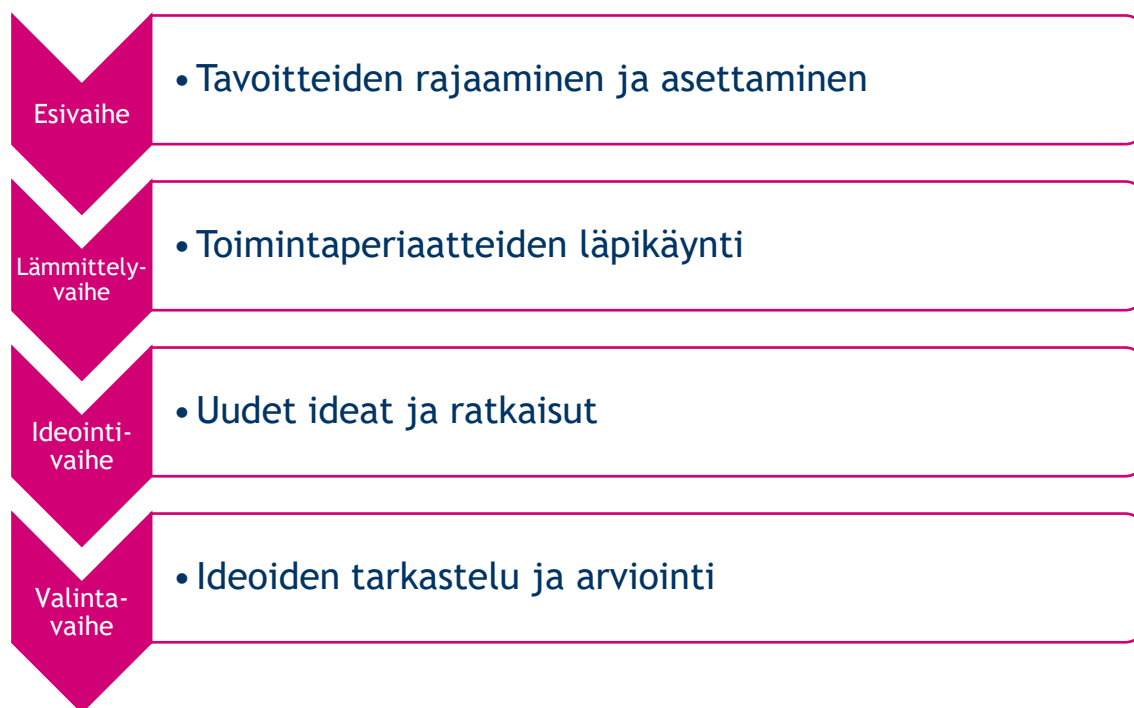 Esivaihe
• Tavoitteiden rajaaminen ja asettaminen
Lämmittely-
vaihe
• Toimintaperiaatteiden läpikäynti
Ideointi-
vaihe
• Uudet ideat ja ratkaisut
Valinta-
vaihe
• Ideoiden tarkastelu ja arviointi